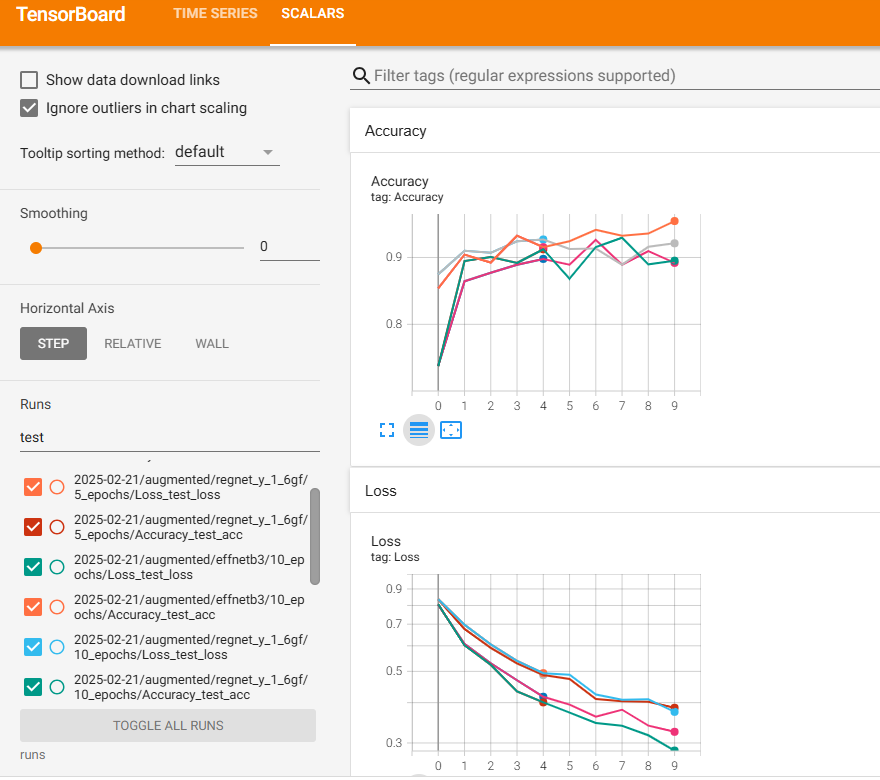 TensorBoard
TIME SERIES
SCALARS
Show data download links
Ignore outliers in chart scaling
Tooltip sorting method: default
Smoothing
0
Horizontal Axis
STEP
RELATIVE
WALL
Runs
test
2025-02-21/augmented/regnet_y_1_6gf/
5_epochs/Loss_test_loss
2025-02-21/augmented/regnet_y_1_6gf/
5_epochs/Accuracy_test_acc
2025-02-21/augmented/effnetb3/10_ep
ochs/Loss_test_loss
2025-02-21/augmented/effnetb3/10_ep
ochs/Accuracy_test_acc
2025-02-21/augmented/regnet_y_1_6gf/
10_epochs/Loss_test_loss
2025-02-21/augmented/regnet_y_1_6gf/
10_epochs/Accuracy_test_acc
TOGGLE ALL RUNS
runs
Filter tags (regular expressions supported)
Accuracy
Accuracy
tag: Accuracy
0.9
0.8
0 1 2 3 4 5 6 7 8 9
Loss
Loss
tag: Loss
0.9
0.7
0.5
0.3
0 1 2 3 4 5 6 7 8 9